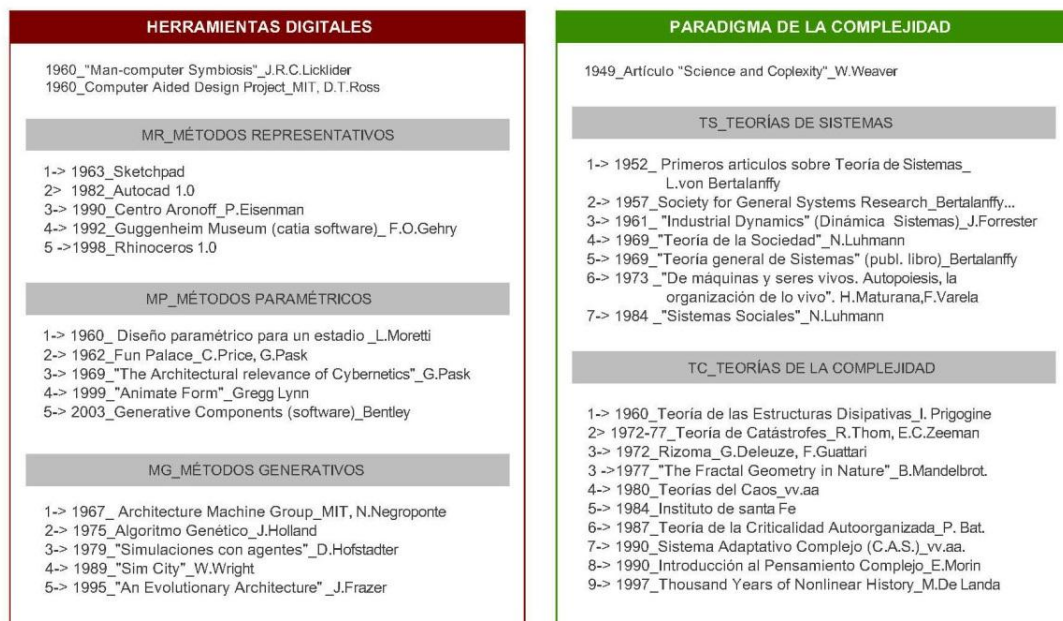 HERRAMIENTAS DIGITALES
1960_"Man-computer Symbiosis"_J.R.C.Licklider
1960_Computer Aided Design Project_MIT, D.T.Ross
MR_MÉTODOS REPRESENTATIVOS
1-> 1963_Sketchpad
2> 1982_Autocad 1.0
3-> 1990_Centro Aronoff_P.Eisenman
4-> 1992_Guggenheim Museum (catia software)_ F.O.Gehry
5 ->1998_Rhinoceros 1.0
MP_MÉTODOS PARAMÉTRICOS
1-> 1960_ Diseño paramétrico para un estadio _L.Moretti
2-> 1962_Fun Palace_C.Price, G.Pask
3-> 1969_"The Architectural relevance of Cybernetics"_G.Pask
4-> 1999_"Animate Form"_Gregg Lynn
5-> 2003_Generative Components (software)_Bentley
MG_MÉTODOS GENERATIVOS
1-> 1967_ Architecture Machine Group_MIT, N.Negroponte
2-> 1975_Algoritmo Genético_J.Holland
3-> 1979_"Simulaciones con agentes"_D.Hofstadter
4-> 1989_"Sim City"_W.Wright
5-> 1995_"An Evolutionary Architecture" _J.Frazer
PARADIGMA DE LA COMPLEJIDAD
1949_Artículo "Science and Coplexity"_W.Weaver
TS_TEORÍAS DE SISTEMAS
1-> 1952_ Primeros articulos sobre Teoría de Sistemas_
L.von Bertalanffy
2-> 1957_Society for General Systems Research_Bertalanffy...
3-> 1961_ "Industrial Dynamics" (Dinámica Sistemas)_J.Forrester
4-> 1969_"Teoría de la Sociedad"_N.Luhmann
5-> 1969_"Teoría general de Sistemas" (publ. libro)_Bertalanffy
6-> 1973 _"De máquinas y seres vivos. Autopoiesis, la
organización de lo vivo". H.Maturana,F.Varela
7-> 1984 _"Sistemas Sociales"_N.Luhmann
TC_TEORÍAS DE LA COMPLEJIDAD
1-> 1960_Teoría de las Estructuras Disipativas_I. Prigogine
2> 1972-77_Teoría de Catástrofes_R.Thom, E.C.Zeeman
3-> 1972_Rizoma_G.Deleuze, F.Guattari
3 ->1977_"The Fractal Geometry in Nature"_B.Mandelbrot.
4-> 1980_Teorías del Caos_vv.aa
5-> 1984_Instituto de santa Fe
6-> 1987_Teoría de la Criticalidad Autoorganizada_P. Bat.
7-> 1990_Sistema Adaptativo Complejo (C.A.S.)_vv.aa.
8-> 1990_Introducción al Pensamiento Complejo_E.Morin
9-> 1997_Thousand Years of Nonlinear History_M.De Landa